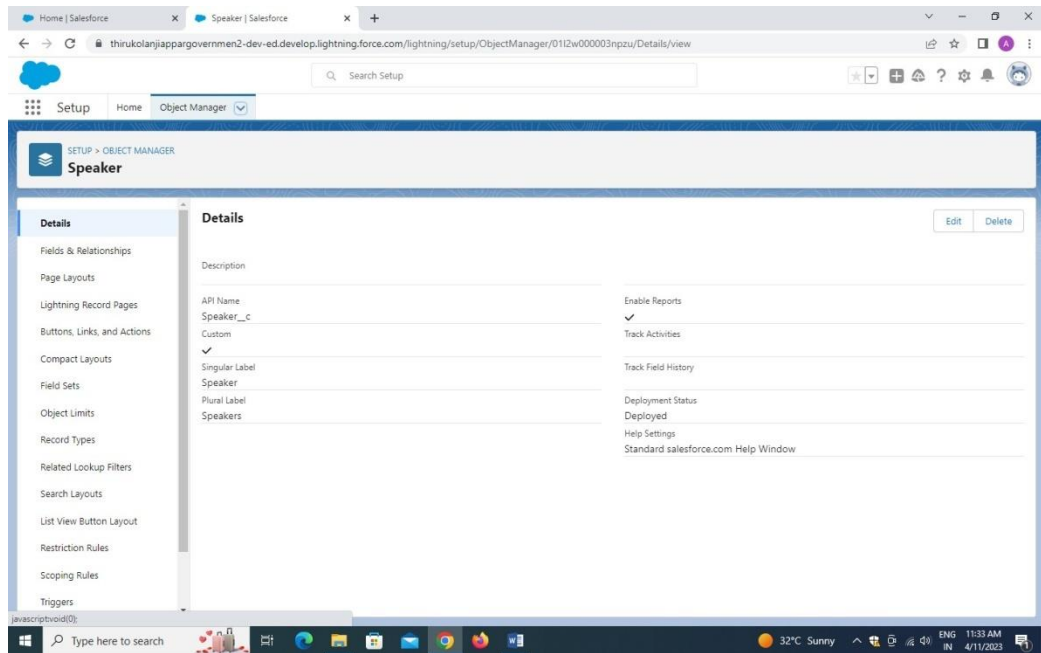 Home | Salesforce
Speaker | Salesforce
thirukolanjiappargovernmen2-dev-ed.develop.lightning.force.com/lightning/setup/ObjectManager/01I2w000003npzu/Details/view
A
Search Setup
Setup
Home
Object Manager
SETUP > OBJECT MANAGER
Speaker
Details
Fields & Relationships
Page Layouts
Lightning Record Pages
Buttons, Links, and Actions
Compact Layouts
Field Sets
Object Limits
Record Types
Related Lookup Filters
Search Layouts
List View Button Layout
Restriction Rules
Scoping Rules
Triggers
Details
Edit Delete
Description
API Name
Speaker__c
Custom
Singular Label
Speaker
Plural Label
Speakers
Enable Reports
Track Activities
Track Field History
Deployment Status
Deployed
Help Settings
Standard salesforce.com Help Window
javascript:void(0);
Type here to search
32°C Sunny
ENG
IN
11:33 AM
4/11/2023